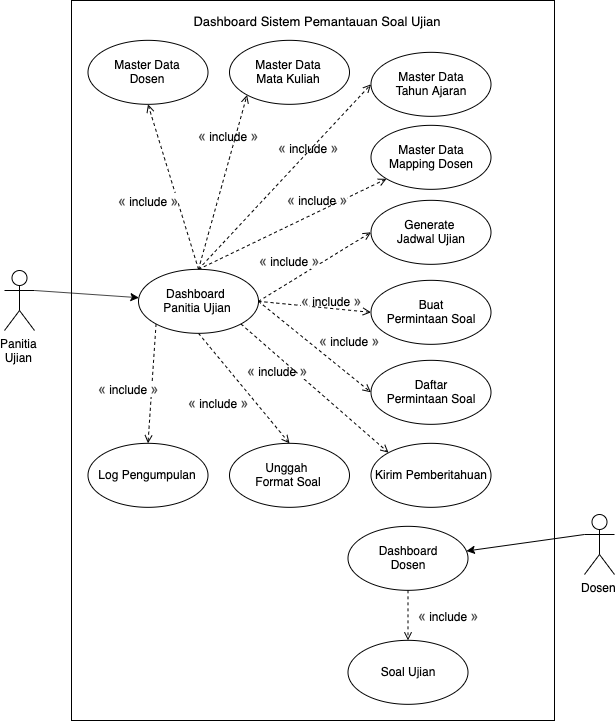 Dashboard Sistem Pemantauan Soal Ujian
Master Data
Dosen
Master Data
Mata Kuliah
Master Data
Tahun Ajaran
« include »
« include »
Master Data
Mapping Dosen
« include »
« include »
Generate
Jadwal Ujian
« include »
Panitia
Ujian
Dashboard
Panitia Ujian
« include »
Buat
Permintaan Soal
« include »
Daftar
Permintaan Soal
« include »
« include »
« include »
Log Pengumpulan
Unggah
Format Soal
Kirim Pemberitahuan
Dashboard
Dosen
Dosen
« include »
Soal Ujian